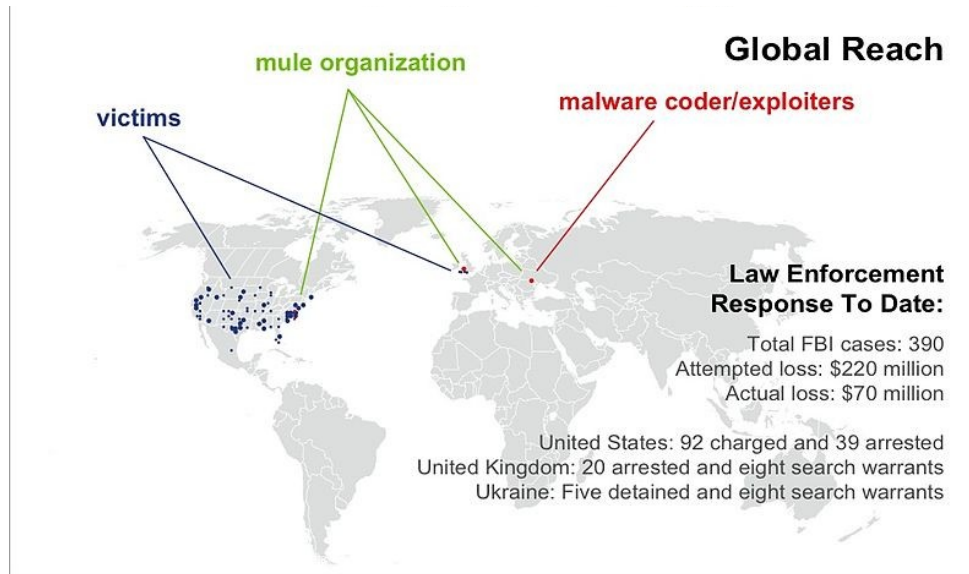 Global Reach
mule organization
malware coder/exploiters
victims
Law Enforcement
Response To Date:
Total FBI cases: 390
Attempted loss: $220 million
Actual loss: $70 million
United States: 92 charged and 39 arrested
United Kingdom: 20 arrested and eight search warrants
Ukraine: Five detained and eight search warrants